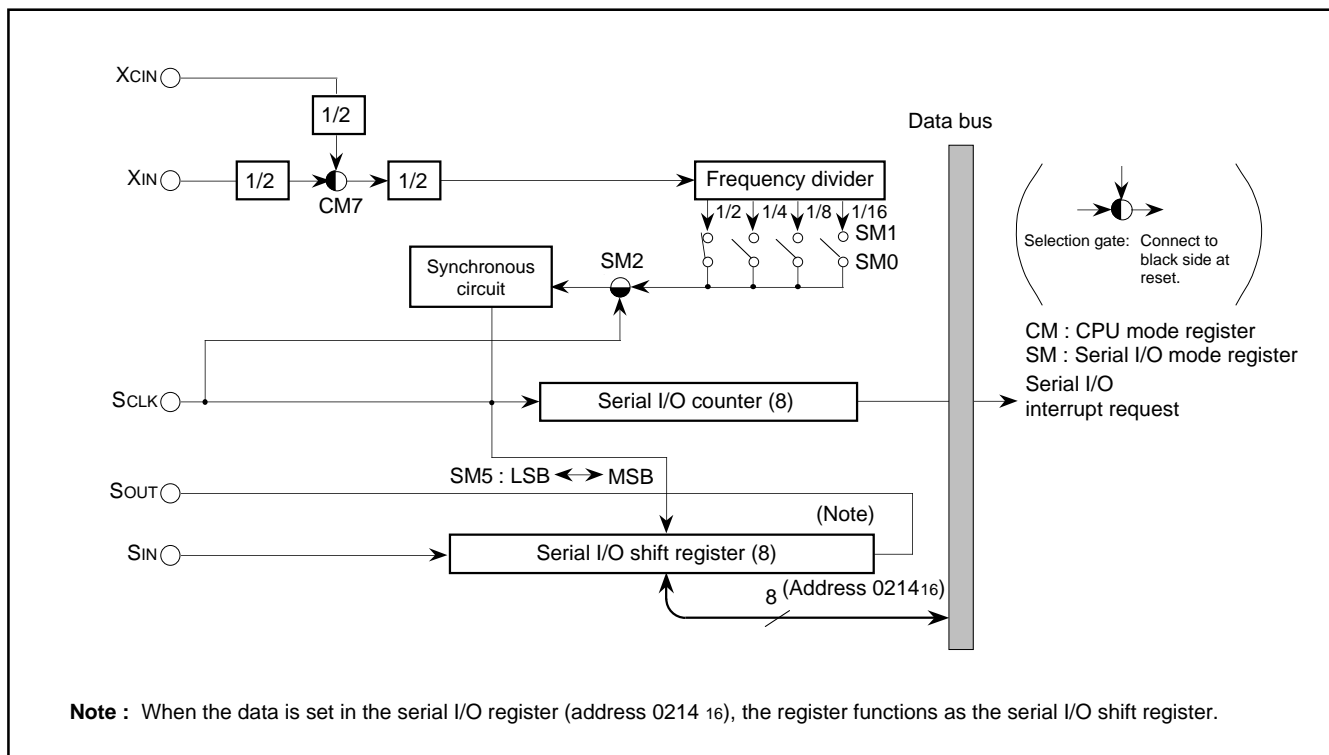 XCIN
1/2
Data bus
XIN
1/2
1/2
Frequency divider
CM7
1/2
1/4
1/8
1/16
SM1
SM0
Selection gate: Connect to
black side at
reset.
Synchronous
circuit
SM2
CM : CPU mode register
SM : Serial I/O mode register
SCLK
Serial I/O counter (8)
Serial I/O
interrupt request
SM5 : LSB
MSB
SOUT
(Note)
SIN
Serial I/O shift register (8)
8
(Address 021416)
Note : When the data is set in the serial I/O register (address 0214 16), the register functions as the serial I/O shift register.